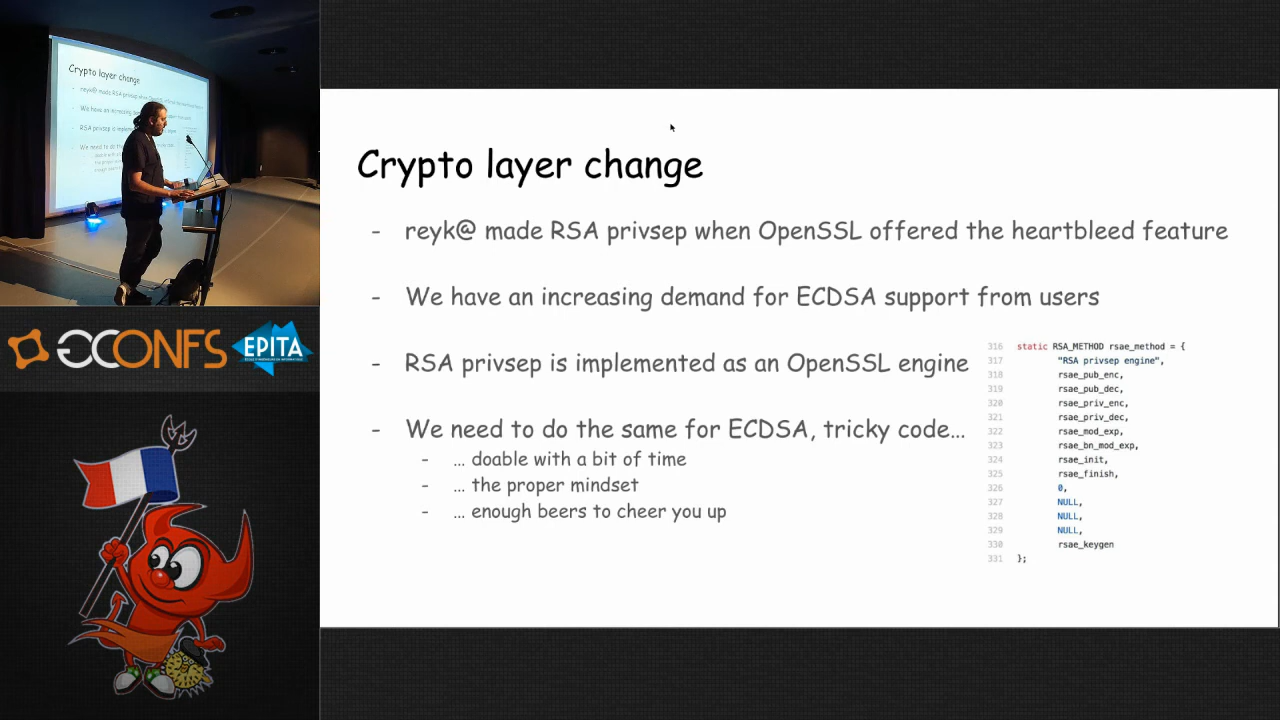 Crypto layer change
- reyk@ made RSA privsep when OpenSSL offered the heartbleed feature
- We have an increasing demand for ECDSA support from users
- RSA privsep is implemented as an OpenSSL engine
- We need to do the same for ECDSA, tricky code…
- … doable with a bit of time
- … the proper mindset
- … enough beers to cheer you up
316 static RSA_METHOD rsae_method = {
317 "RSA privsep engine",
318 rsae_pub_enc,
319 rsae_pub_dec,
320 rsae_priv_enc,
321 rsae_priv_dec,
322 rsae_mod_exp,
323 rsae_bn_mod_exp,
324 rsae_init,
325 rsae_finish,
326 0,
327 NULL,
328 NULL,
329 NULL,
330 rsae_keygen
331 };
Crypto layer change
GCONFS
EPITA